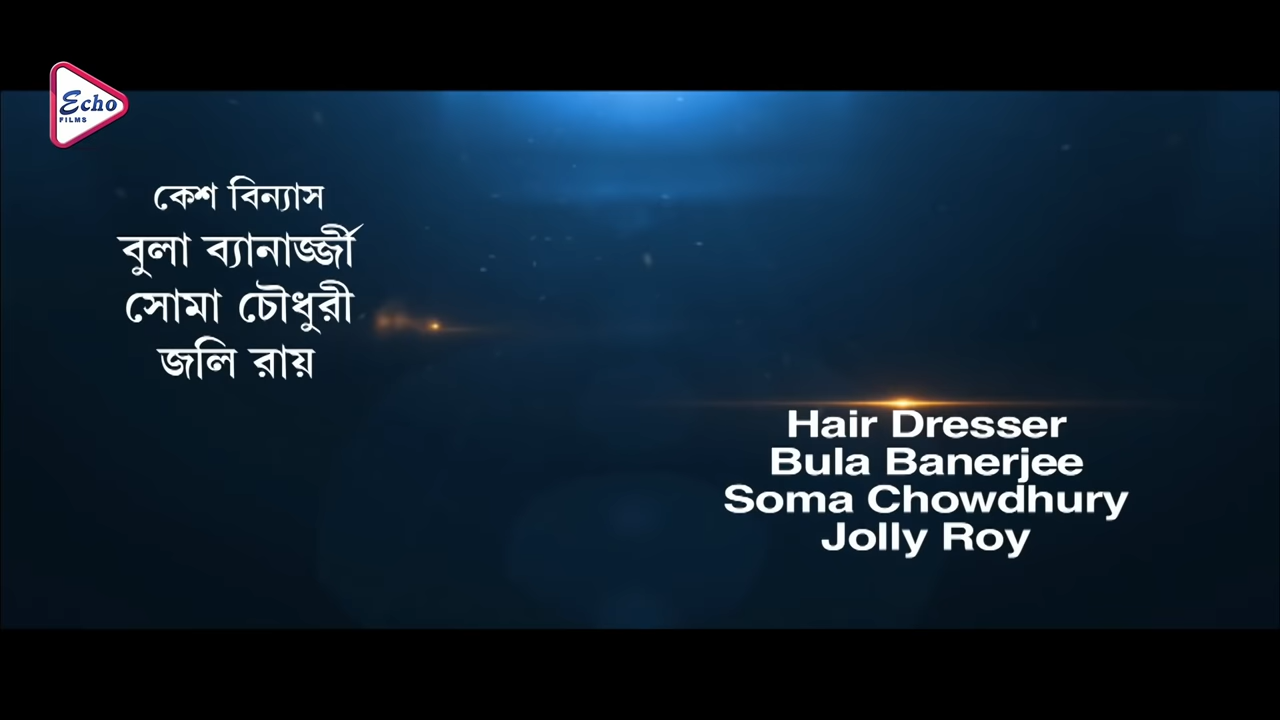 Echo
FILMS
কেশ বিন্যাস
বুলা ব্যানার্জ্জী
সোমা চৌধুরী
জলি রায়
Hair Dresser
Bula Banerjee
Soma Chowdhury
Jolly Roy